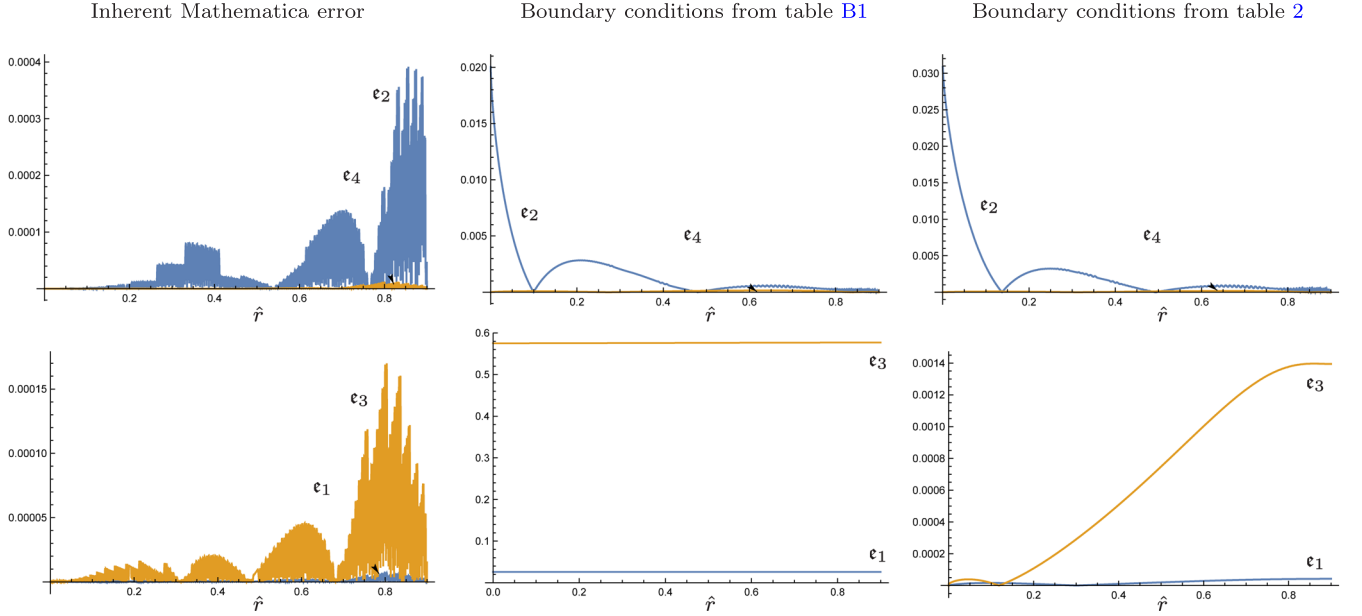 Inherent Mathematica error
Boundary conditions from table B1
Boundary conditions from table 2
0.0004
0.0003
0.0002
0.0001
𝔢2
𝔢4
0.2 0.4 0.6 0.8
r̂
0.020
0.015
0.010
0.005
𝔢2
𝔢4
0.2 0.4 0.6 0.8
r̂
0.030
0.025
0.020
0.015
0.010
0.005
𝔢2
𝔢4
0.2 0.4 0.6 0.8
r̂
0.00015
0.00010
0.00005
𝔢3
𝔢1
0.2 0.4 0.6 0.8
r̂
0.6
0.5
0.4
0.3
0.2
0.1
𝔢3
𝔢1
0.0 0.2 0.4 0.6 0.8
r̂
0.0014
0.0012
0.0010
0.0008
0.0006
0.0004
0.0002
𝔢3
𝔢1
0.2 0.4 0.6 0.8
r̂